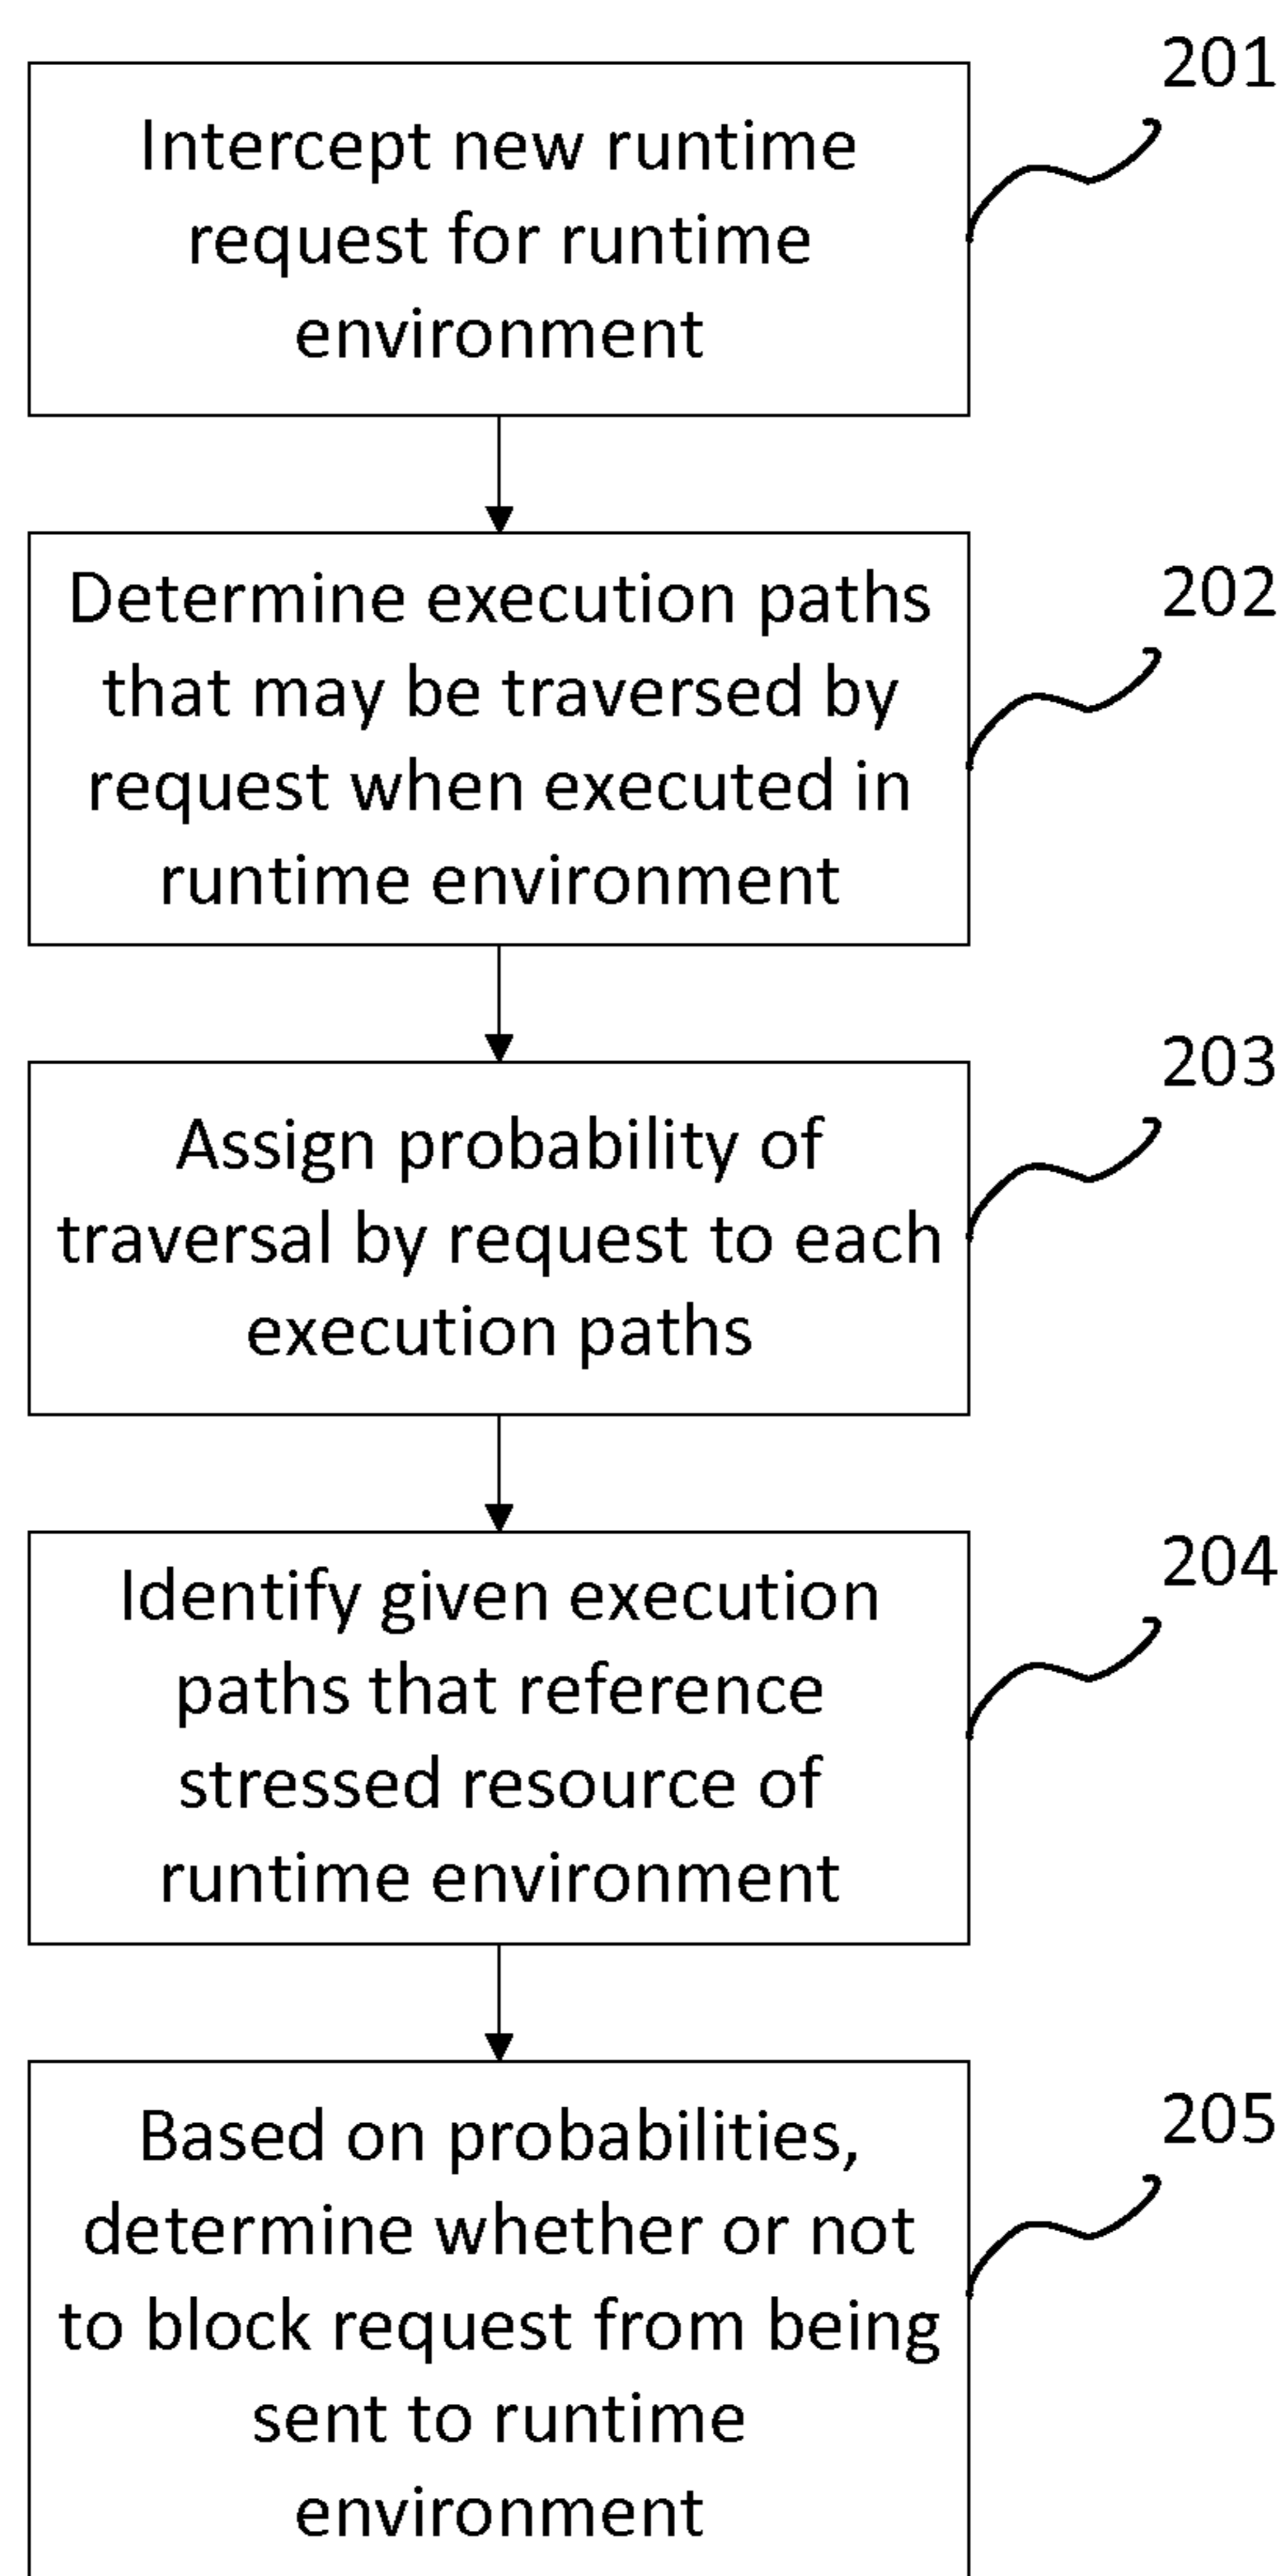 201
Intercept new runtime
request for runtime
environment
202
Determine execution paths
that may be traversed by
request when executed in
runtime environment
203
Assign probability of
traversal by request to each
execution paths
204
Identify given execution
paths that reference
stressed resource of
runtime environment
205
Based on probabilities,
determine whether or not
to block request from being
sent to runtime
environment